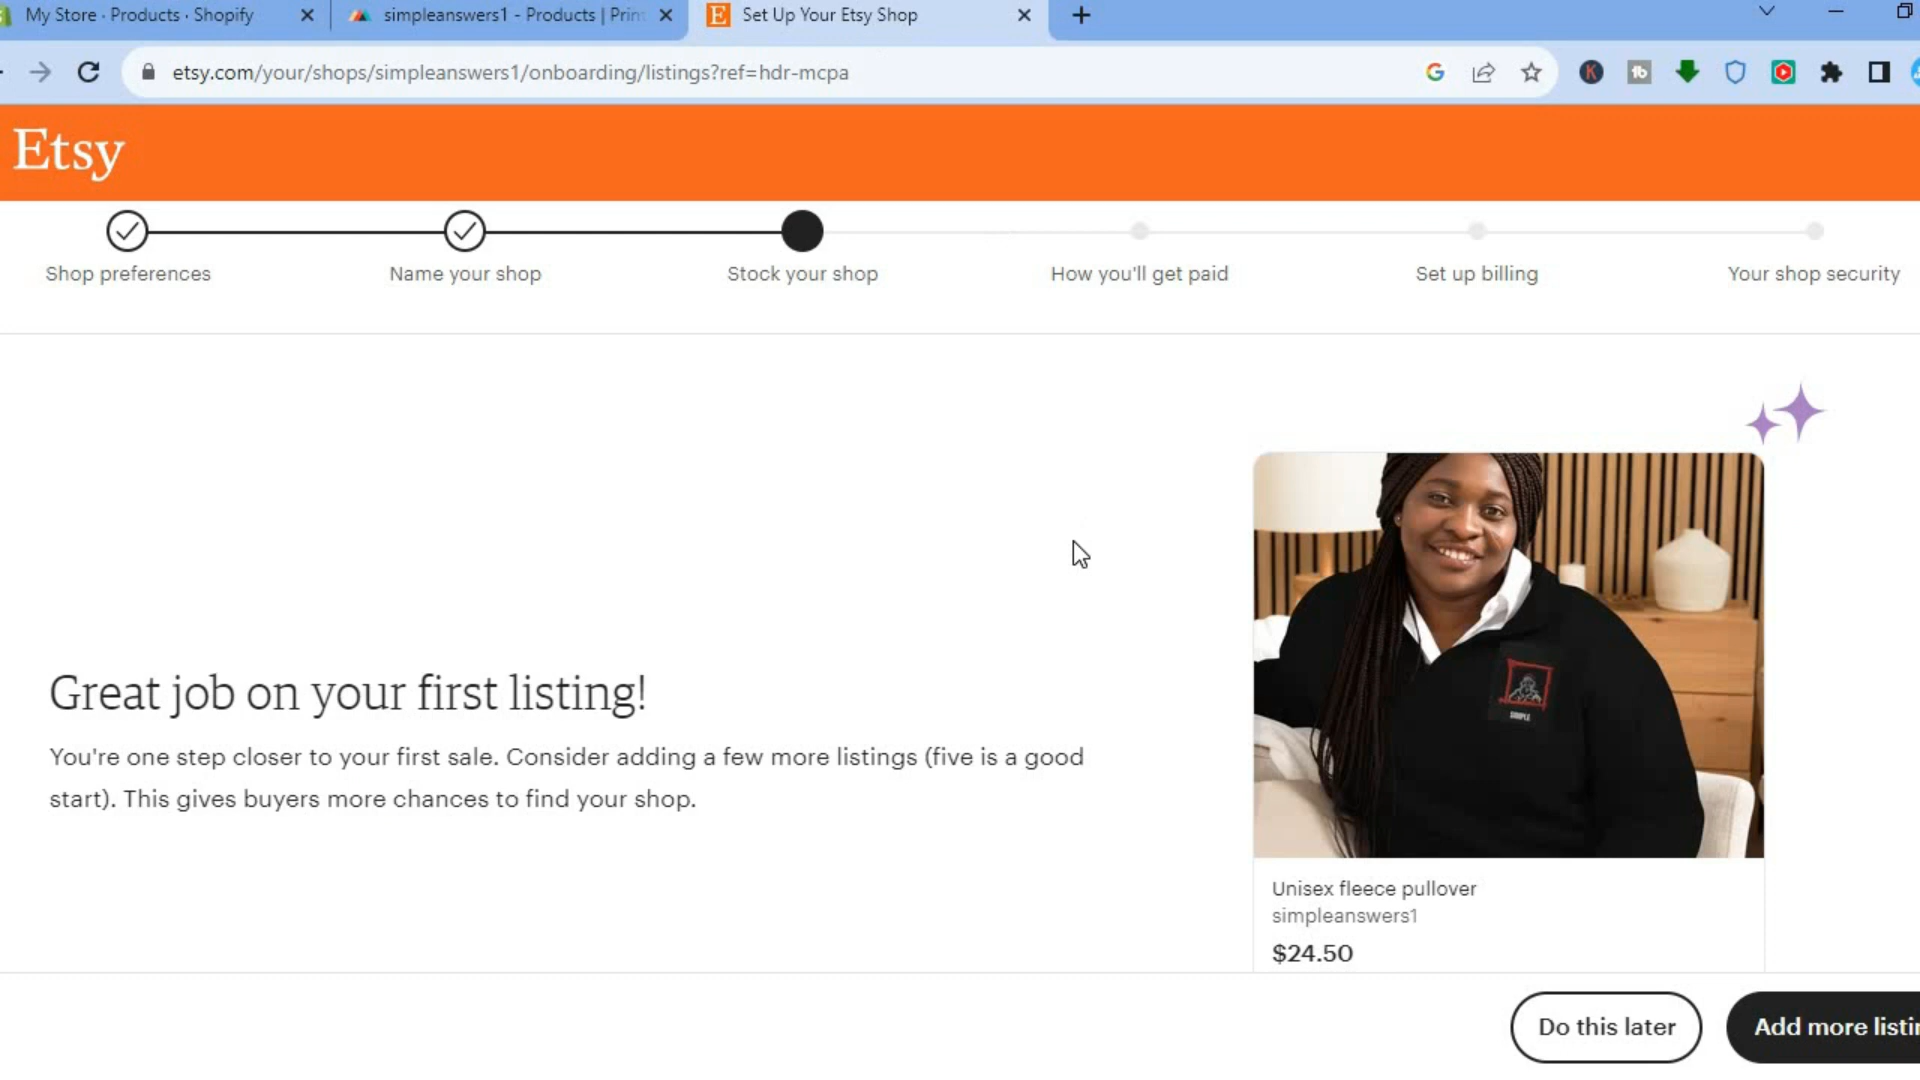 My Store · Products · Shopify
simpleanswers1 - Products | Prin
Set Up Your Etsy Shop
etsy.com/your/shops/simpleanswers1/onboarding/listings?ref=hdr-mcpa
Etsy
Shop preferences
Name your shop
Stock your shop
How you'll get paid
Set up billing
Your shop security
Great job on your first listing!
You're one step closer to your first sale. Consider adding a few more listings (five is a good
start). This gives buyers more chances to find your shop.
SIMPLE
Unisex fleece pullover
simpleanswers1
$24.50
Do this later
Add more listin